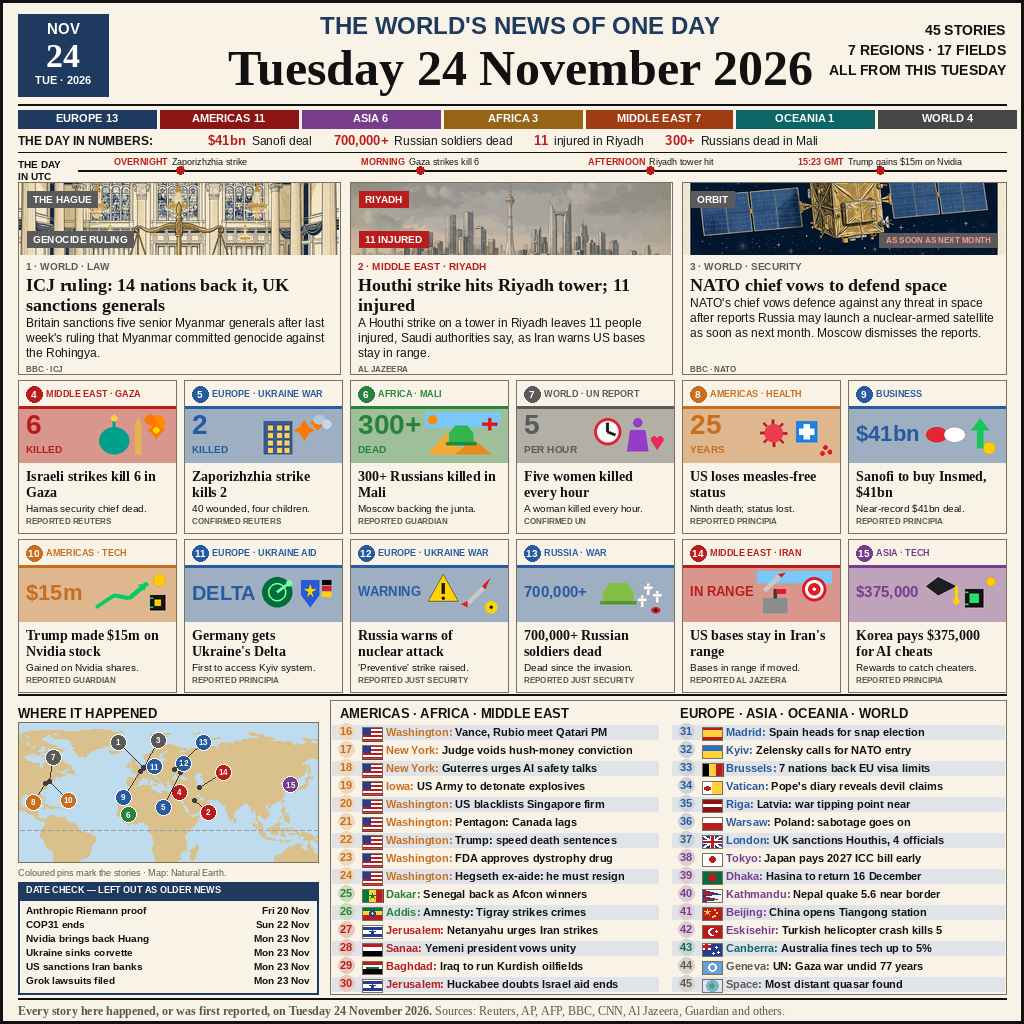 NOV
24
TUE · 2026
THE WORLD'S NEWS OF ONE DAY
Tuesday 24 November 2026
45 STORIES
7 REGIONS · 17 FIELDS
ALL FROM THIS TUESDAY
EUROPE 13
AMERICAS 11
ASIA 6
AFRICA 3
MIDDLE EAST 7
OCEANIA 1
WORLD 4
THE DAY IN NUMBERS: $41bn Sanofi deal 700,000+ Russian soldiers dead 11 injured in Riyadh 300+ Russians dead in Mali
THE DAY
IN UTC
OVERNIGHT Zaporizhzhia strike
MORNING Gaza strikes kill 6
AFTERNOON Riyadh tower hit
15:23 GMT Trump gains $15m on Nvidia
THE HAGUE
GENOCIDE RULING
1 · WORLD · LAW
ICJ ruling: 14 nations back it, UK
sanctions generals
Britain sanctions five senior Myanmar generals after last
week's ruling that Myanmar committed genocide against
the Rohingya.
BBC · ICJ
RIYADH
11 INJURED
2 · MIDDLE EAST · RIYADH
Houthi strike hits Riyadh tower; 11
injured
A Houthi strike on a tower in Riyadh leaves 11 people
injured, Saudi authorities say, as Iran warns US bases
stay in range.
AL JAZEERA
ORBIT
AS SOON AS NEXT MONTH
3 · WORLD · SECURITY
NATO chief vows to defend space
NATO's chief vows defence against any threat in space
after reports Russia may launch a nuclear-armed satellite
as soon as next month. Moscow dismisses the reports.
BBC · NATO
4 MIDDLE EAST · GAZA
6
KILLED
Israeli strikes kill 6 in
Gaza
Hamas security chief dead.
REPORTED REUTERS
5 EUROPE · UKRAINE WAR
2
KILLED
Zaporizhzhia strike
kills 2
40 wounded, four children.
CONFIRMED REUTERS
6 AFRICA · MALI
300+
DEAD
300+ Russians killed in
Mali
Moscow backing the junta.
REPORTED GUARDIAN
7 WORLD · UN REPORT
5
PER HOUR
Five women killed
every hour
A woman killed every hour.
CONFIRMED UN
8 AMERICAS · HEALTH
25
YEARS
US loses measles-free
status
Ninth death; status lost.
REPORTED PRINCIPIA
9 BUSINESS
$41bn
Sanofi to buy Insmed,
$41bn
Near-record $41bn deal.
REPORTED PRINCIPIA
10 AMERICAS · TECH
$15m
Trump made $15m on
Nvidia stock
Gained on Nvidia shares.
REPORTED GUARDIAN
11 EUROPE · UKRAINE AID
DELTA
Germany gets
Ukraine's Delta
First to access Kyiv system.
REPORTED PRINCIPIA
12 EUROPE · UKRAINE WAR
WARNING
Russia warns of
nuclear attack
'Preventive' strike raised.
REPORTED JUST SECURITY
13 RUSSIA · WAR
700,000+
700,000+ Russian
soldiers dead
Dead since the invasion.
REPORTED JUST SECURITY
14 MIDDLE EAST · IRAN
IN RANGE
US bases stay in Iran's
range
Bases in range if moved.
REPORTED AL JAZEERA
15 ASIA · TECH
$375,000
Korea pays $375,000
for AI cheats
Rewards to catch cheaters.
REPORTED PRINCIPIA
WHERE IT HAPPENED
1
3
13
7
11
12
14
15
8
10
9
4
5
6
2
Coloured pins mark the stories · Map: Natural Earth.
DATE CHECK — LEFT OUT AS OLDER NEWS
Anthropic Riemann proof Fri 20 Nov
COP31 ends Sun 22 Nov
Nvidia brings back Huang Mon 23 Nov
Ukraine sinks corvette Mon 23 Nov
US sanctions Iran banks Mon 23 Nov
Grok lawsuits filed Mon 23 Nov
AMERICAS · AFRICA · MIDDLE EAST
16 Washington: Vance, Rubio meet Qatari PM
17 New York: Judge voids hush-money conviction
18 New York: Guterres urges AI safety talks
19 Iowa: US Army to detonate explosives
20 Washington: US blacklists Singapore firm
21 Washington: Pentagon: Canada lags
22 Washington: Trump: speed death sentences
23 Washington: FDA approves dystrophy drug
24 Washington: Hegseth ex-aide: he must resign
25 Dakar: Senegal back as Afcon winners
26 Addis: Amnesty: Tigray strikes crimes
27 Jerusalem: Netanyahu urges Iran strikes
28 Sanaa: Yemeni president vows unity
29 Baghdad: Iraq to run Kurdish oilfields
30 Jerusalem: Huckabee doubts Israel aid ends
EUROPE · ASIA · OCEANIA · WORLD
31 Madrid: Spain heads for snap election
32 Kyiv: Zelensky calls for NATO entry
33 Brussels: 7 nations back EU visa limits
34 Vatican: Pope's diary reveals devil claims
35 Riga: Latvia: war tipping point near
36 Warsaw: Poland: sabotage goes on
37 London: UK sanctions Houthis, 4 officials
38 Tokyo: Japan pays 2027 ICC bill early
39 Dhaka: Hasina to return 16 December
40 Kathmandu: Nepal quake 5.6 near border
41 Beijing: China opens Tiangong station
42 Eskisehir: Turkish helicopter crash kills 5
43 Canberra: Australia fines tech up to 5%
44 Geneva: UN: Gaza war undid 77 years
45 Space: Most distant quasar found
Every story here happened, or was first reported, on Tuesday 24 November 2026. Sources: Reuters, AP, AFP, BBC, CNN, Al Jazeera, Guardian and others.